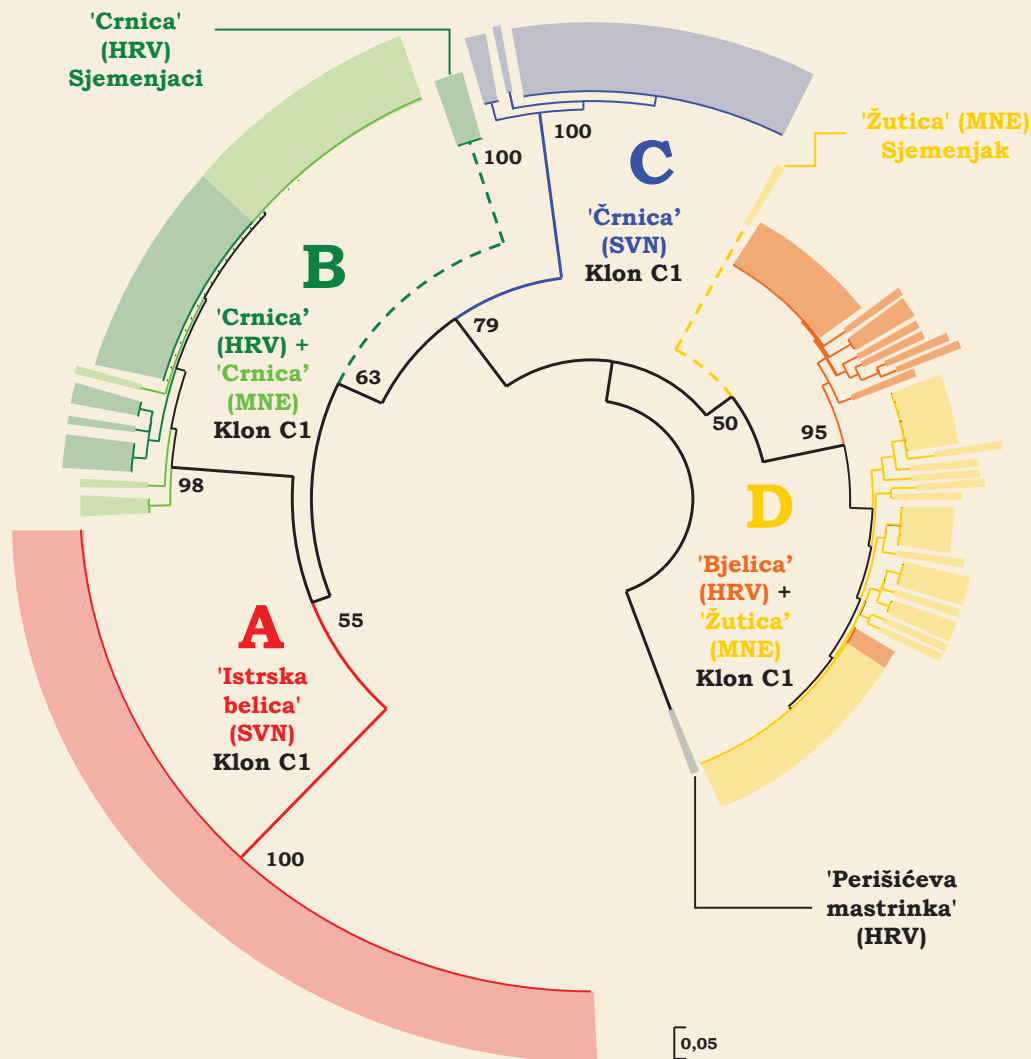 'Crnica'
(HRV)
Sjemenjaci
100
100
C
'Črnica’
(SVN)
Klon C1
'Žutica' (MNE)
Sjemenjak
B
'Crnica’
(HRV) +
'Crnica’
(MNE)
Klon C1
79
63
50
95
98
D
'Bjelica’
(HRV) +
'Žutica’
(MNE)
Klon C1
A
55
'Istrska
belica'
(SVN)
Klon C1
100
'Perišićeva
mastrinka'
(HRV)
0,05